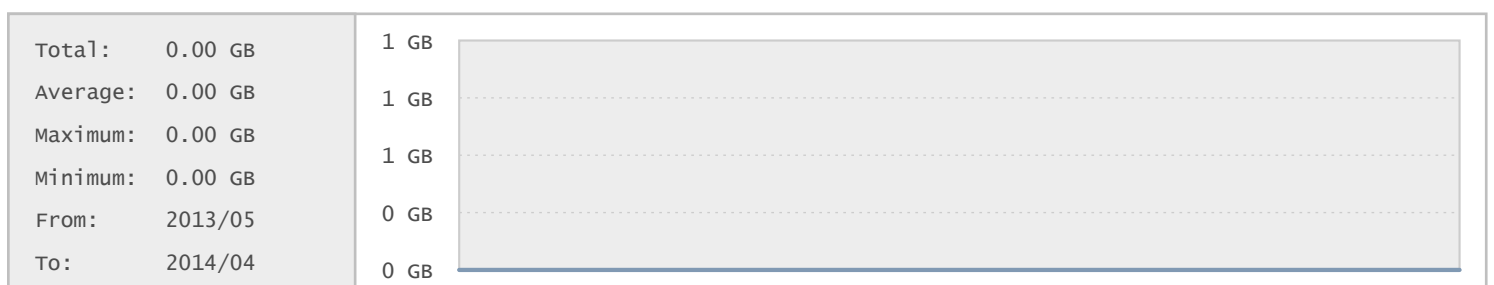 Total: 0.00 GB
Average: 0.00 GB
Maximum: 0.00 GB
Minimum: 0.00 GB
From: 2013/05
To: 2014/04
1 GB
1 GB
1 GB
0 GB
0 GB